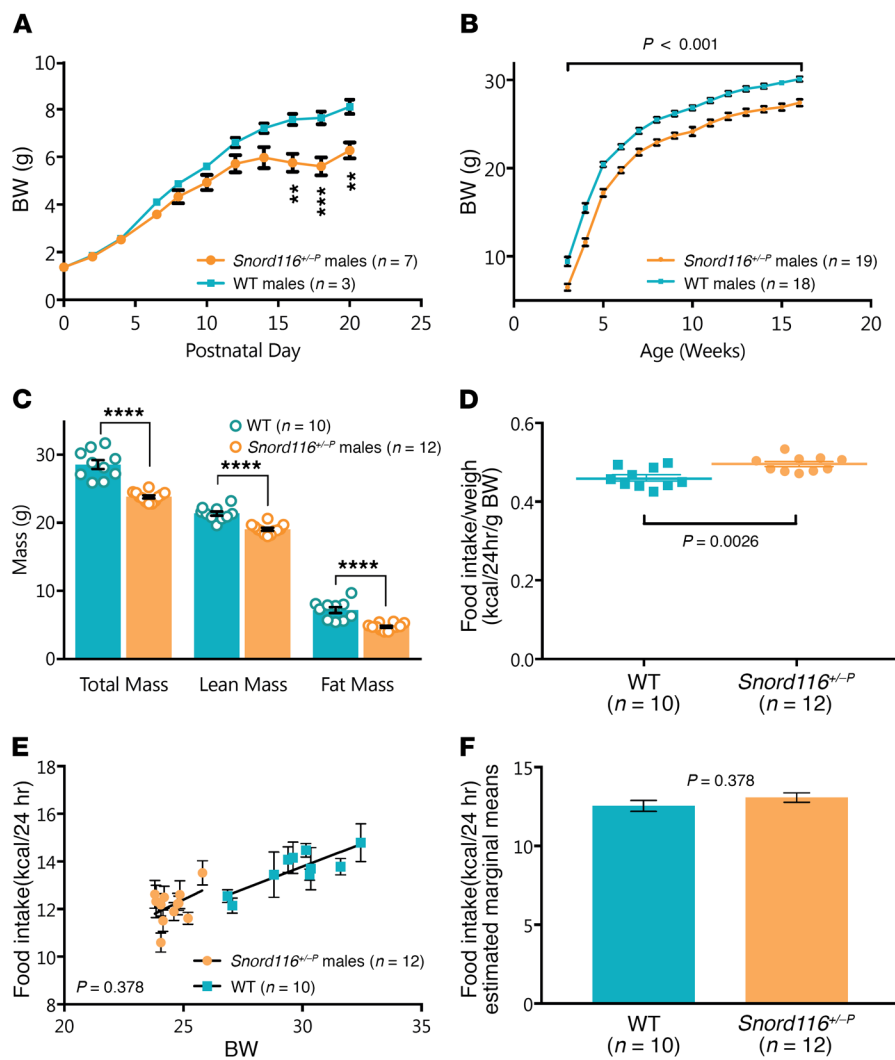 A
BW (g)
10
8
6
4
2
0
**
***
**
Snord116+/–P males (n = 7)
WT males (n = 3)
0 5 10 15 20 25
Postnatal Day
B
P < 0.001
BW (g)
30
20
10
Snord116+/–P males (n = 19)
WT males (n = 18)
0 5 10 15 20
Age (Weeks)
C
Mass (g)
30
20
10
0
****
****
****
WT (n = 10)
Snord116+/–P males (n = 12)
Total Mass Lean Mass Fat Mass
D
Food intake/weigh
(kcal/24hr/g BW)
0.6
0.4
0.2
0.0
P = 0.0026
WT
(n = 10)
Snord116+/–P
(n = 12)
E
Food intake(kcal/24 hr)
18
16
14
12
10
8
Snord116+/–P males (n = 12)
WT (n = 10)
P = 0.378
20 25 30 35
BW
F
Food intake(kcal/24 hr)
estimated marginal means
15
10
5
0
P = 0.378
WT
(n = 10)
Snord116+/–P
(n = 12)